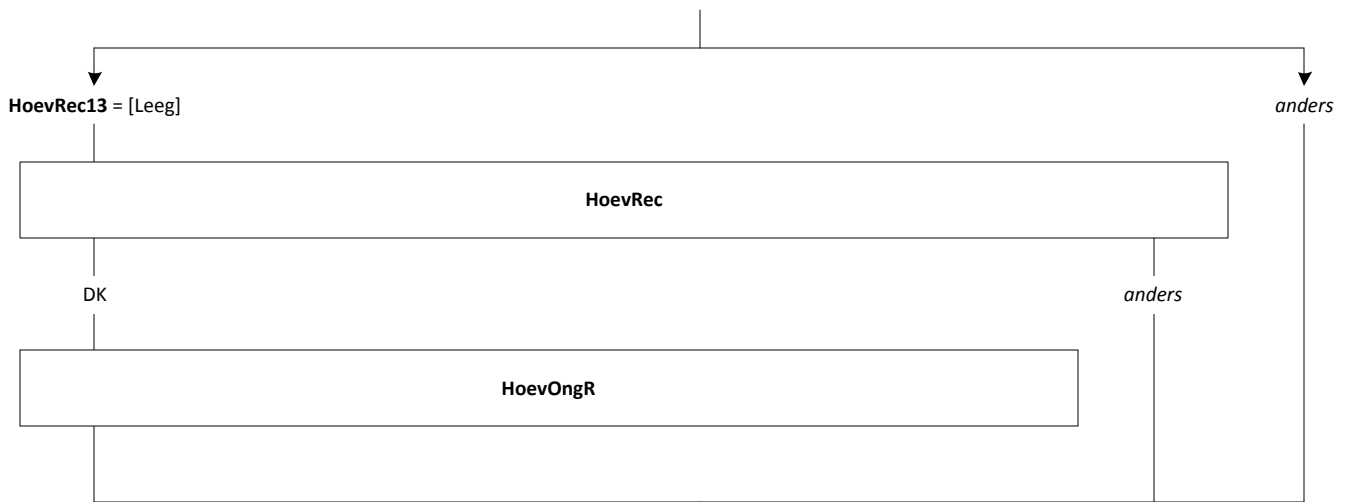 HoevRec13 = [Leeg]
anders
HoevRec
DK
anders
HoevOngR